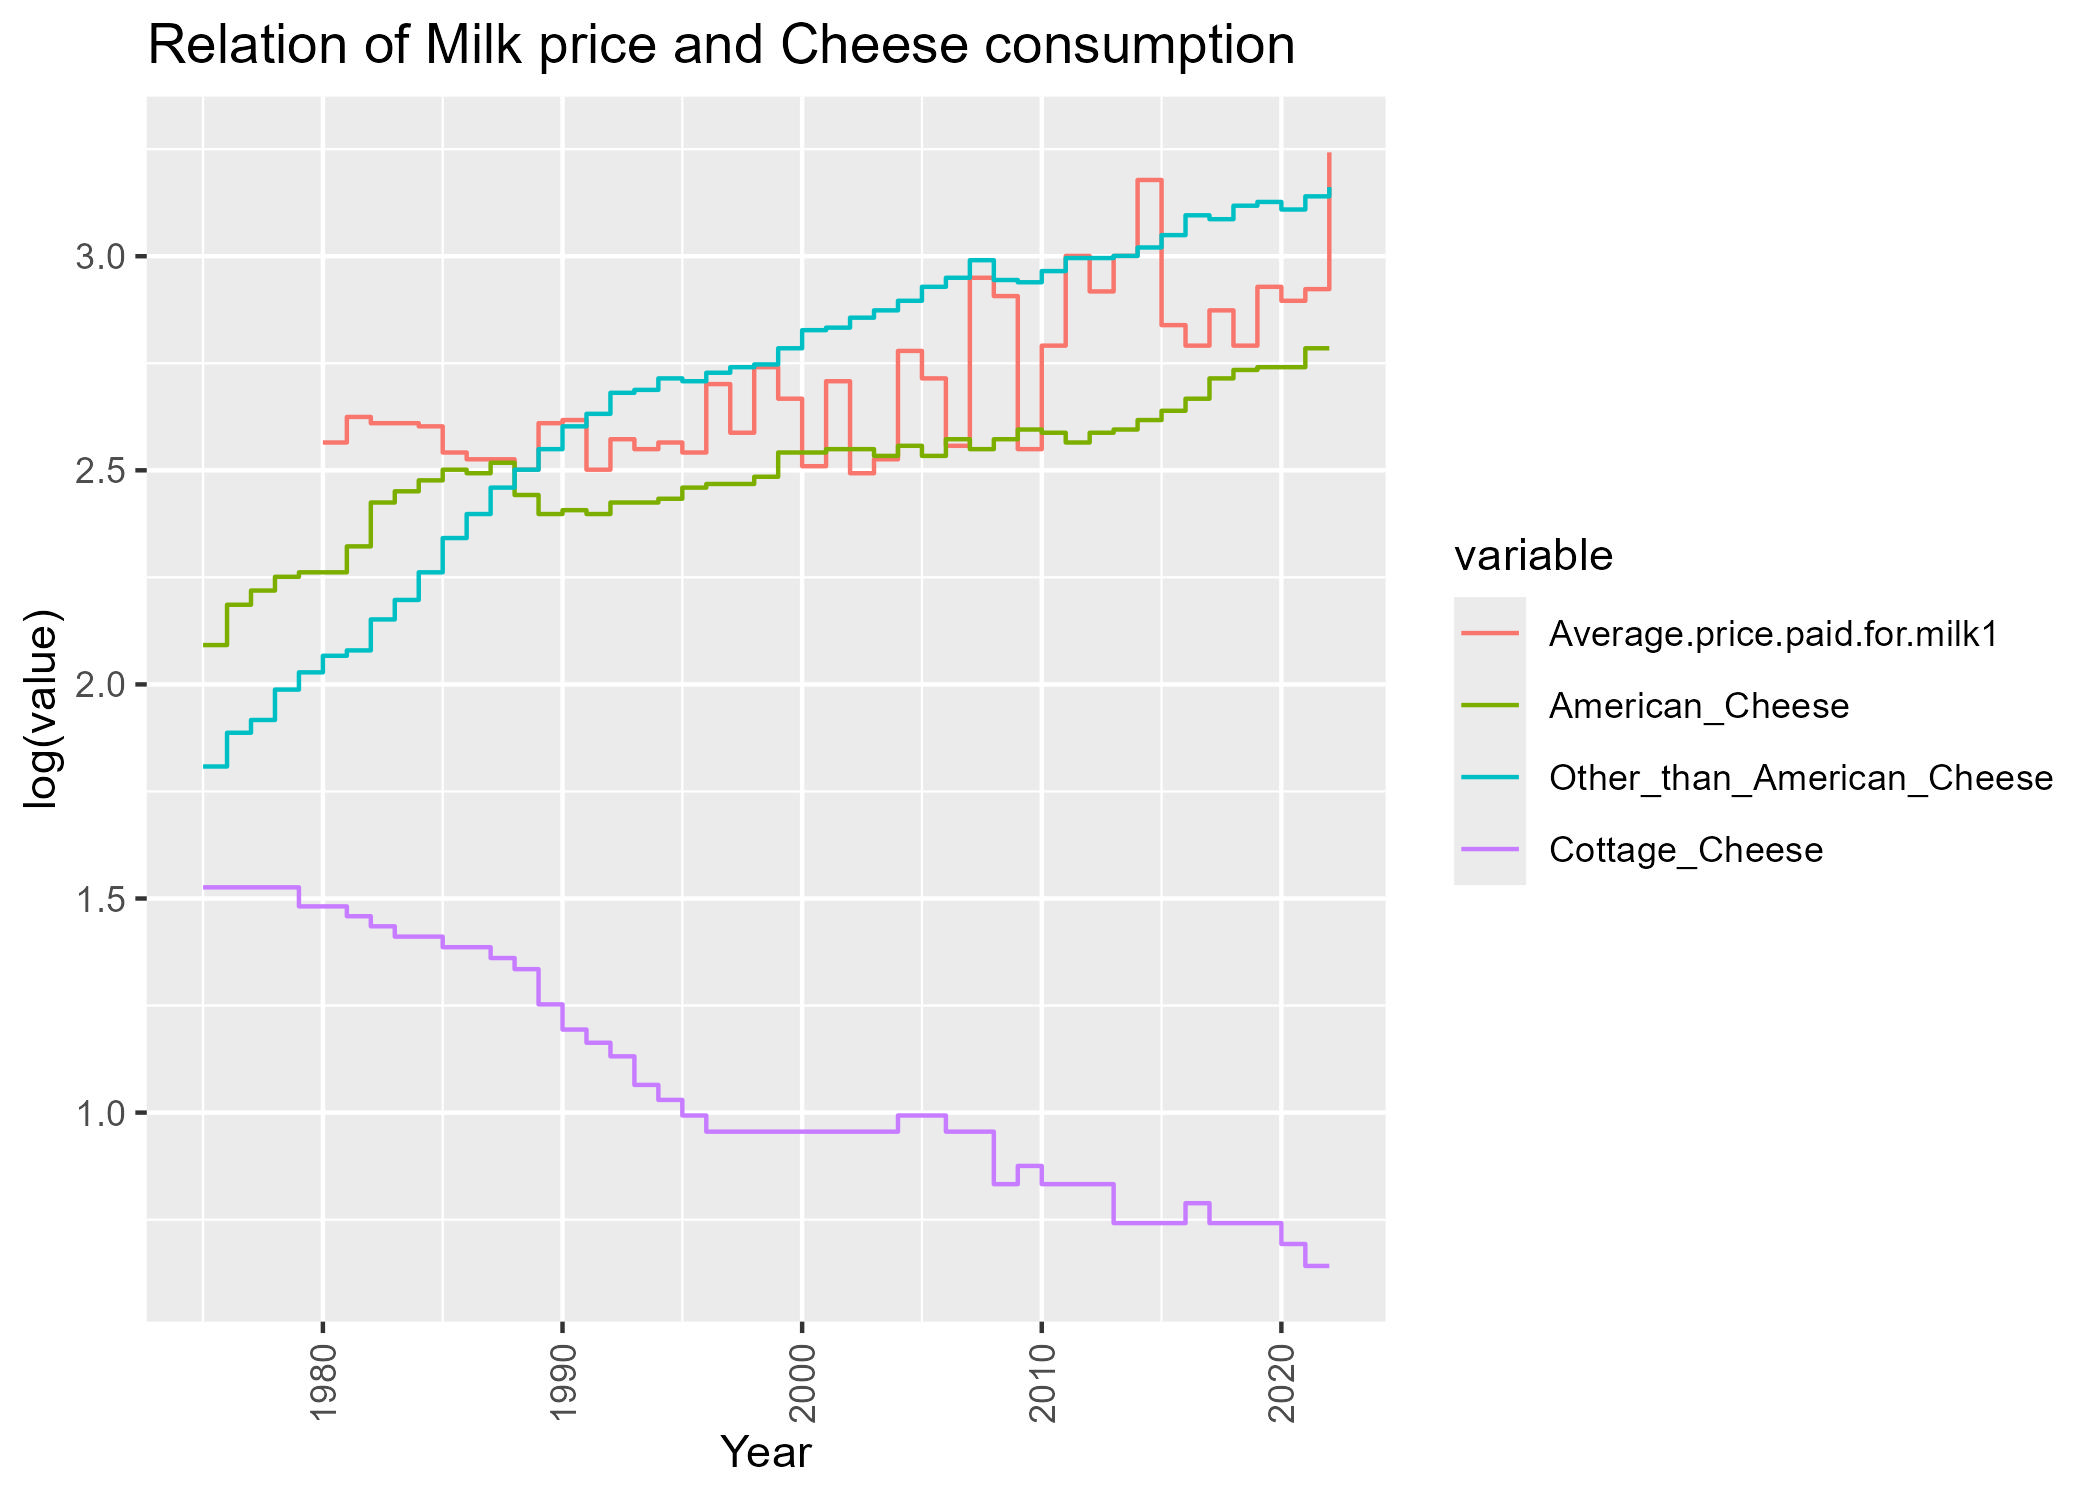 Relation of Milk price and Cheese consumption
log(value)
3.0
2.5
2.0
1.5
1.0
1980
1990
2000
2010
2020
Year
variable
Average.price.paid.for.milk1
American_Cheese
Other_than_American_Cheese
Cottage_Cheese